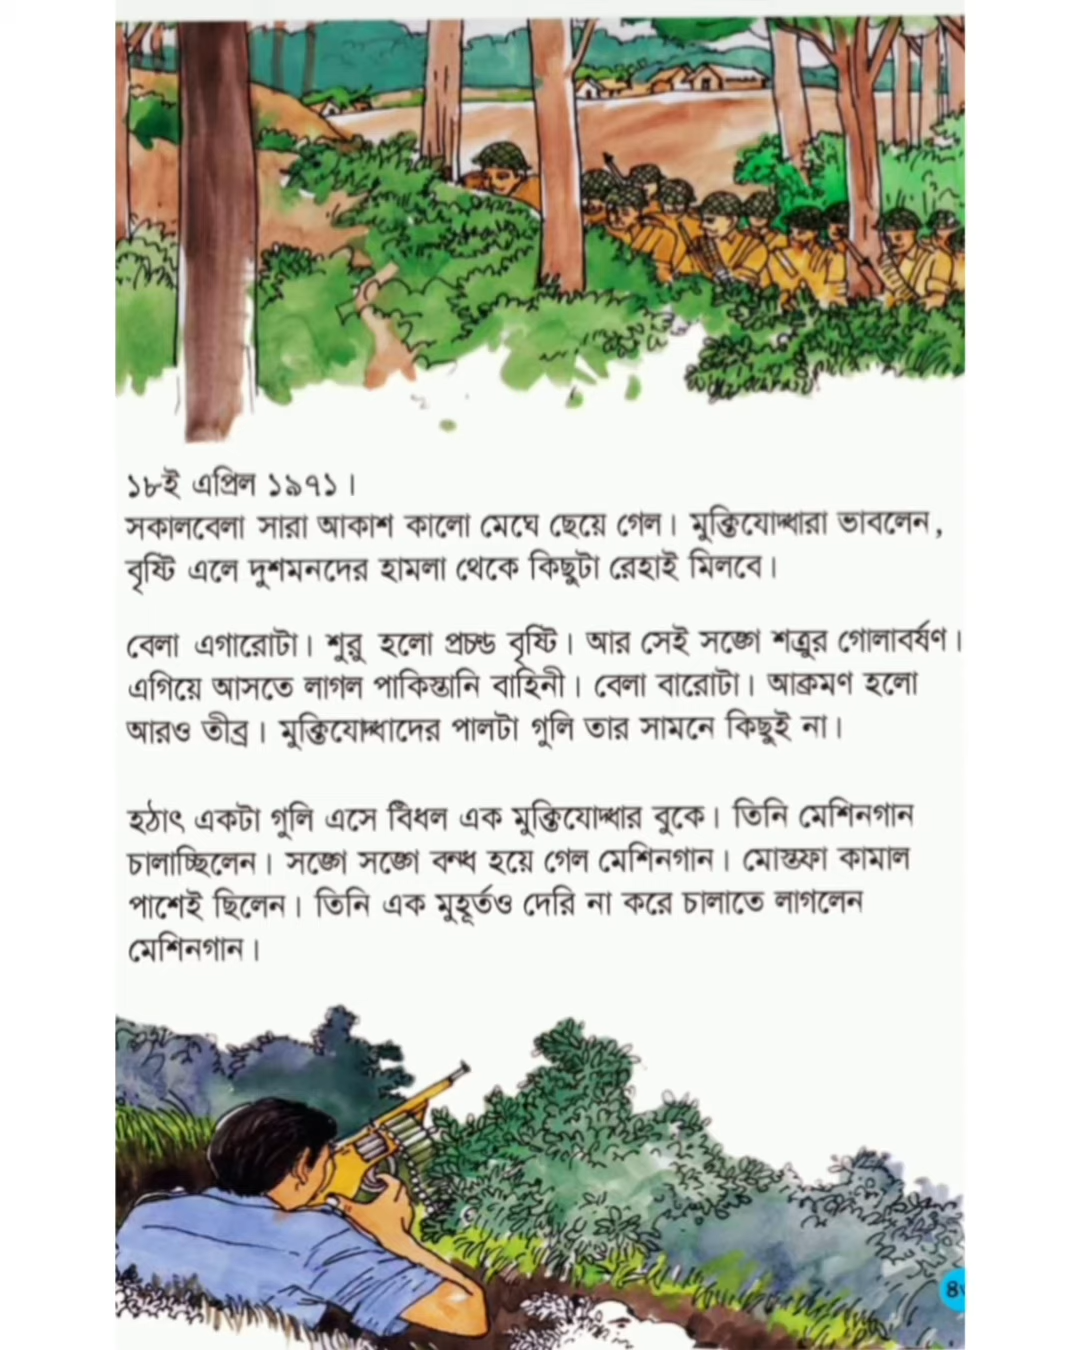 ১৮ই এপ্রিল ১৯৭১।
সকালবেলা সারা আকাশ কালো মেঘে ছেয়ে গেল। মুক্তিযোদ্ধারা ভাবলেন,
বৃষ্টি এলে দুশমনদের হামলা থেকে কিছুটা রেহাই মিলবে।
বেলা এগারোটা। শুরু হলো প্রচণ্ড বৃষ্টি। আর সেই সঙ্গে শত্রুর গোলাবর্ষণ।
এগিয়ে আসতে লাগল পাকিস্তানি বাহিনী। বেলা বারোটা। আক্রমণ হলো
আরও তীব্র। মুক্তিযোদ্ধাদের পালটা গুলি তার সামনে কিছুই না।
হঠাৎ একটা গুলি এসে বিঁধল এক মুক্তিযোদ্ধার বুকে। তিনি মেশিনগান
চালাচ্ছিলেন। সঙ্গে সঙ্গে বন্ধ হয়ে গেল মেশিনগান। মোস্তফা কামাল
পাশেই ছিলেন। তিনি এক মুহূর্তও দেরি না করে চালাতে লাগলেন
মেশিনগান।